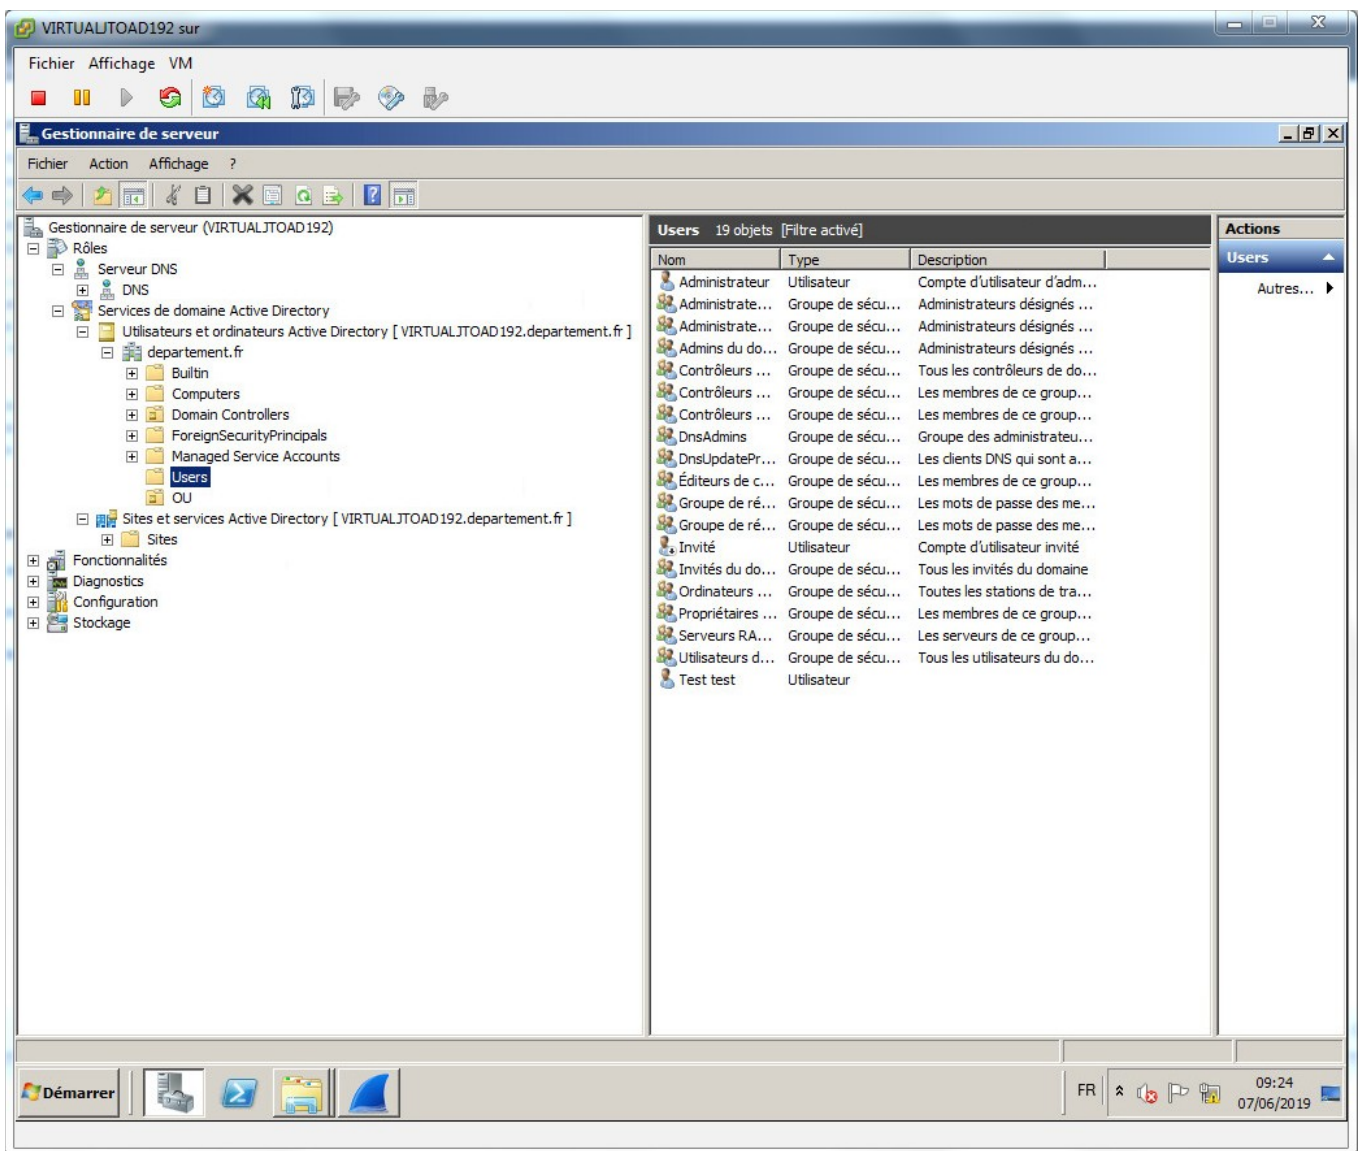 VIRTUALJTOAD192 sur
Fichier Affichage VM
Gestionnaire de serveur
Fichier Action Affichage ?
Gestionnaire de serveur (VIRTUALJTOAD192)
Rôles
Serveur DNS
DNS
Services de domaine Active Directory
Utilisateurs et ordinateurs Active Directory [ VIRTUALJTOAD192.departement.fr ]
departement.fr
Builtin
Computers
Domain Controllers
ForeignSecurityPrincipals
Managed Service Accounts
Users
OU
Sites et services Active Directory [ VIRTUALJTOAD192.departement.fr ]
Sites
Fonctionnalités
Diagnostics
Configuration
Stockage
Users 19 objets [Filtre activé]
Nom Type Description
Administrateur Utilisateur Compte d'utilisateur d'adm...
Administrate... Groupe de sécu... Administrateurs désignés ...
Administrate... Groupe de sécu... Administrateurs désignés ...
Admins du do... Groupe de sécu... Administrateurs désignés ...
Contrôleurs ... Groupe de sécu... Tous les contrôleurs de do...
Contrôleurs ... Groupe de sécu... Les membres de ce group...
Contrôleurs ... Groupe de sécu... Les membres de ce group...
DnsAdmins Groupe de sécu... Groupe des administrateu...
DnsUpdatePr... Groupe de sécu... Les clients DNS qui sont a...
Éditeurs de c... Groupe de sécu... Les membres de ce group...
Groupe de ré... Groupe de sécu... Les mots de passe des me...
Groupe de ré... Groupe de sécu... Les mots de passe des me...
Invité Utilisateur Compte d'utilisateur invité
Invités du do... Groupe de sécu... Tous les invités du domaine
Ordinateurs ... Groupe de sécu... Toutes les stations de tra...
Propriétaires ... Groupe de sécu... Les membres de ce group...
Serveurs RA... Groupe de sécu... Les serveurs de ce group...
Utilisateurs d... Groupe de sécu... Tous les utilisateurs du do...
Test test Utilisateur
Actions
Users
Autres...
Démarrer
FR
09:24
07/06/2019